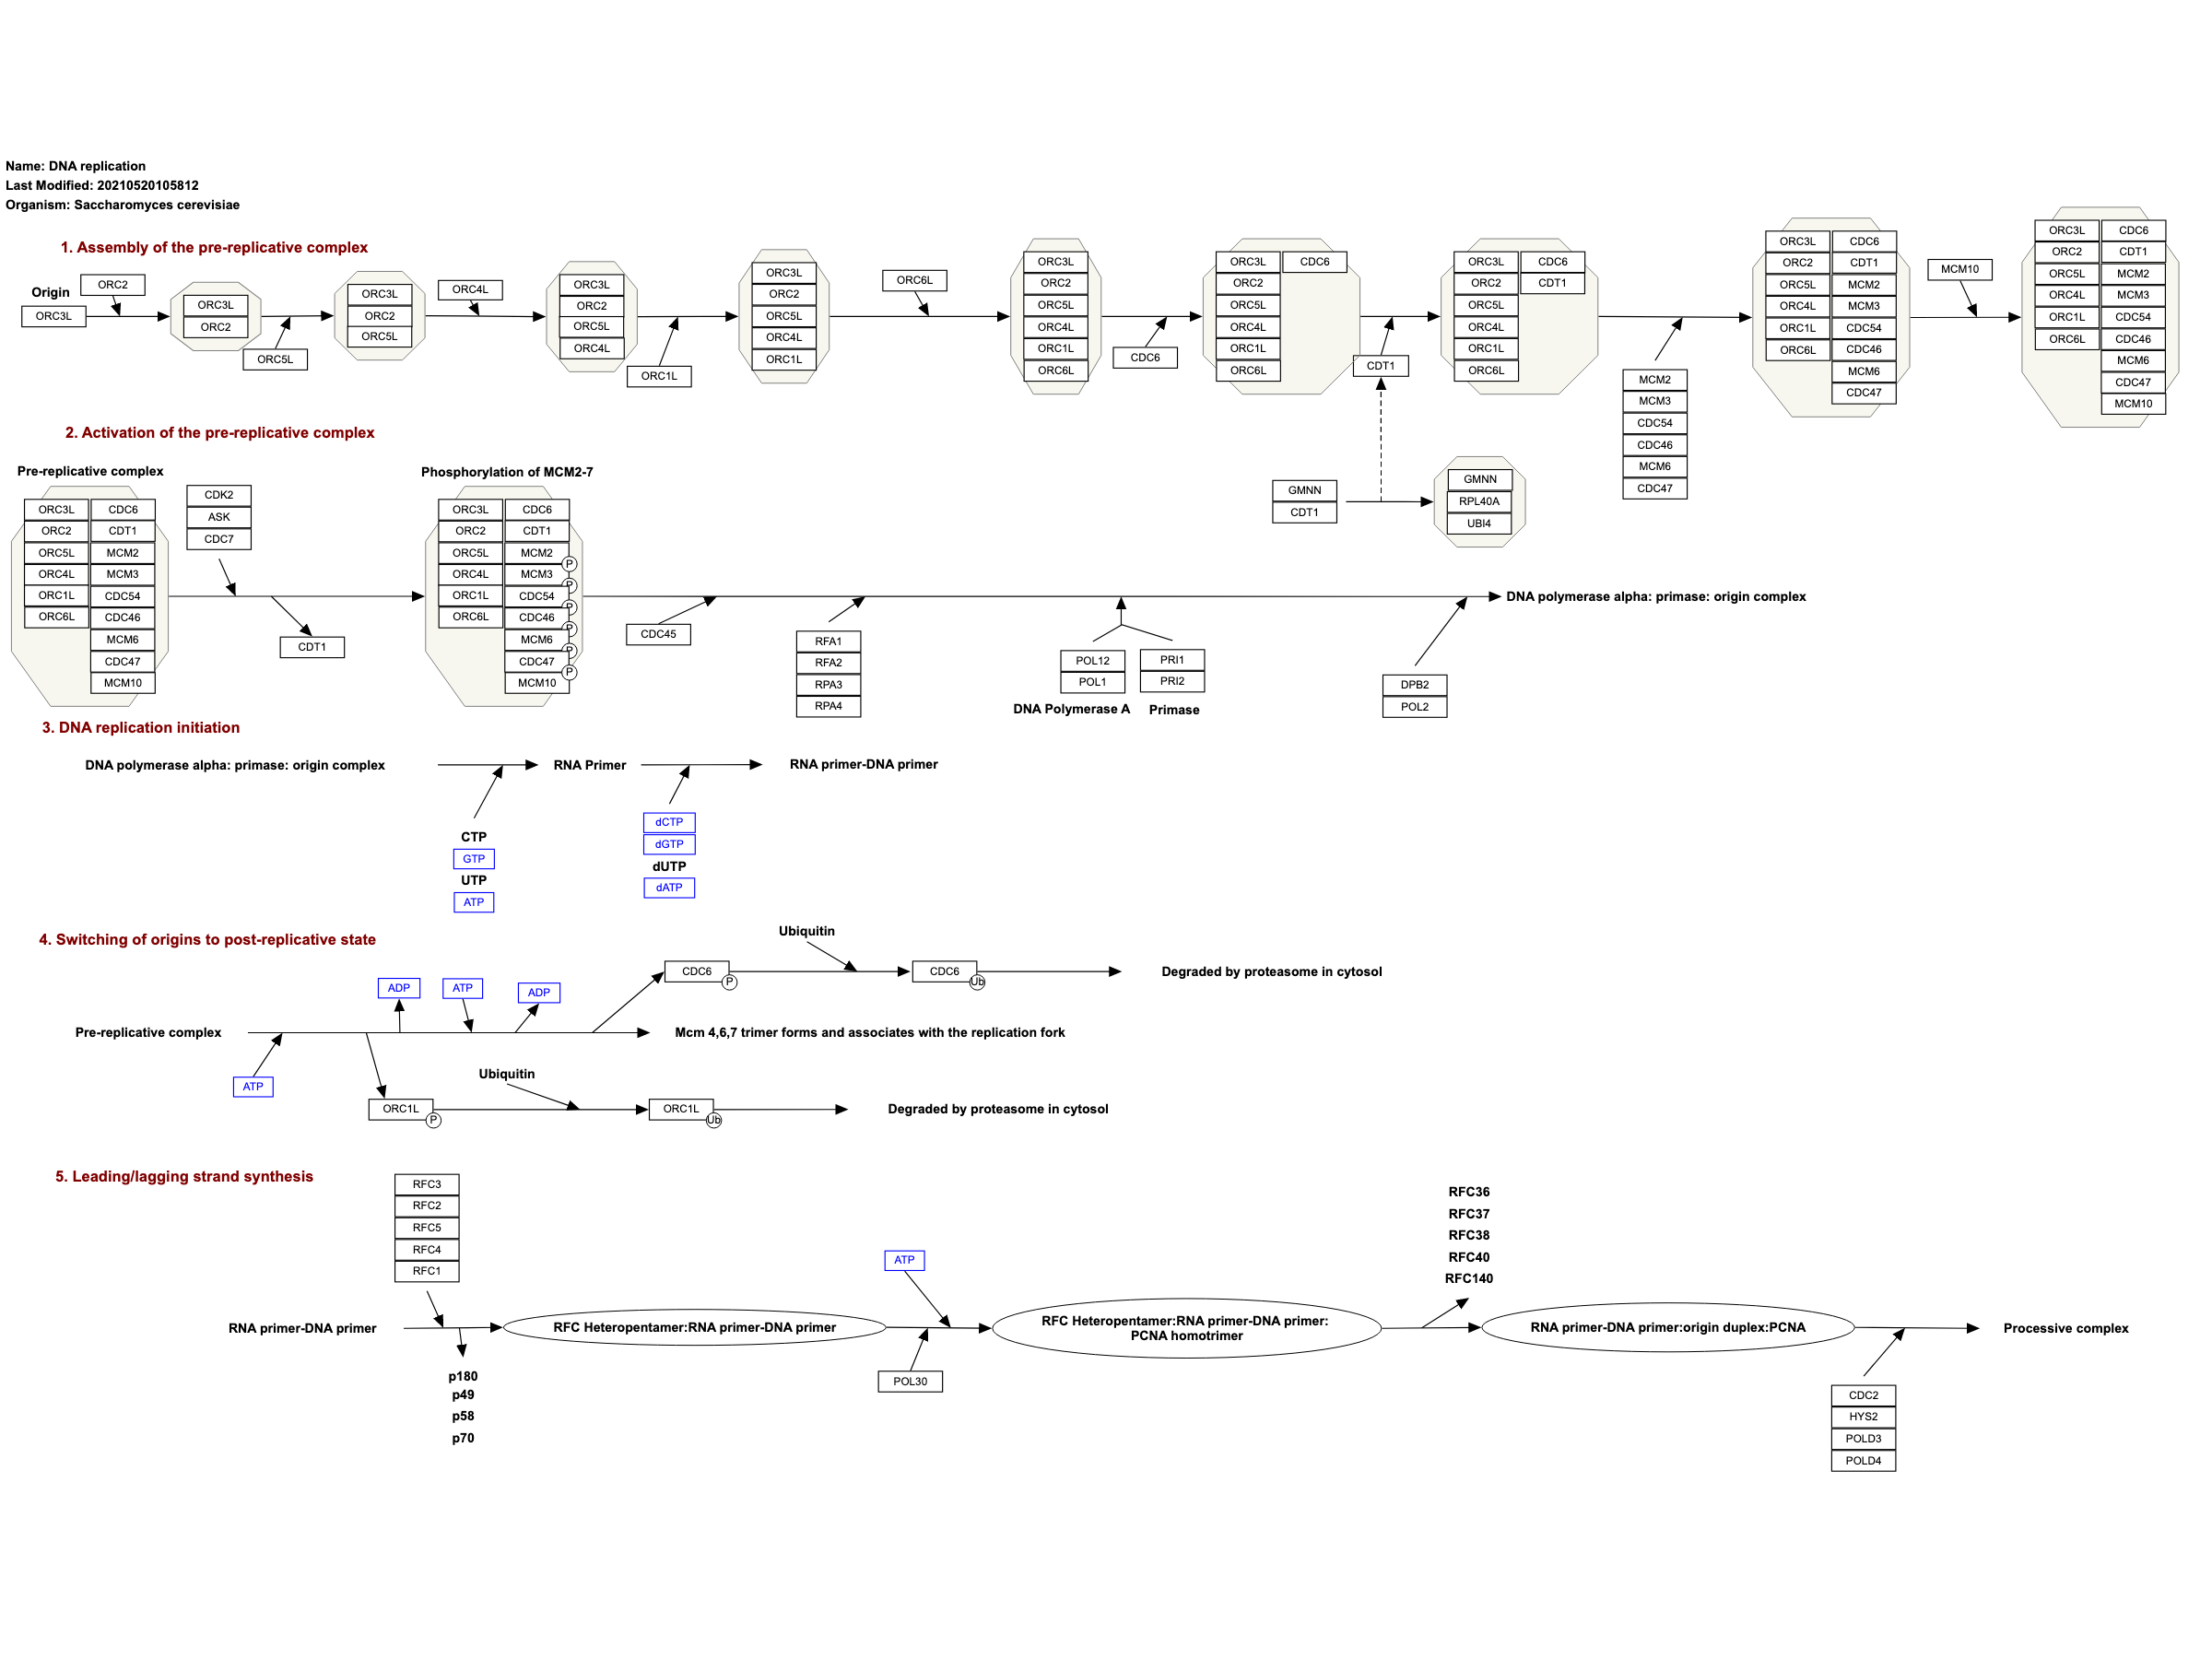 Name: DNA replication
Last Modified: 20210520105812
Organism: Saccharomyces cerevisiae
1. Assembly of the pre-replicative complex
Origin
ORC3L
ORC2
ORC3L
ORC2
ORC5L
ORC3L
ORC2
ORC5L
ORC4L
ORC3L
ORC2
ORC5L
ORC4L
ORC1L
ORC3L
ORC2
ORC5L
ORC4L
ORC1L
ORC6L
ORC3L
ORC2
ORC5L
ORC4L
ORC1L
ORC6L
CDC6
ORC3L CDC6
ORC2
ORC5L
ORC4L
ORC1L
ORC6L
CDT1
ORC3L CDC6
ORC2 CDT1
ORC5L
ORC4L
ORC1L
ORC6L
MCM2
MCM3
CDC54
CDC46
MCM6
CDC47
ORC3L CDC6
ORC2 CDT1
ORC5L MCM2
ORC4L MCM3
ORC1L CDC54
ORC6L CDC46
MCM6
CDC47
MCM10
ORC3L CDC6
ORC2 CDT1
ORC5L MCM2
ORC4L MCM3
ORC1L CDC54
ORC6L CDC46
MCM6
CDC47
MCM10
GMNN
CDT1
GMNN
RPL40A
UBI4
2. Activation of the pre-replicative complex
Pre-replicative complex
ORC3L CDC6
ORC2 CDT1
ORC5L MCM2
ORC4L MCM3
ORC1L CDC54
ORC6L CDC46
MCM6
CDC47
MCM10
CDK2
ASK
CDC7
CDT1
Phosphorylation of MCM2-7
ORC3L CDC6
ORC2 CDT1
ORC5L MCM2
P
ORC4L MCM3
P
ORC1L CDC54
P
ORC6L CDC46
P
MCM6
P
CDC47
P
MCM10
CDC45
RFA1
RFA2
RPA3
RPA4
POL12
POL1
DNA Polymerase A
PRI1
PRI2
Primase
DPB2
POL2
DNA polymerase alpha: primase: origin complex
3. DNA replication initiation
DNA polymerase alpha: primase: origin complex
RNA Primer
RNA primer-DNA primer
CTP
GTP
UTP
ATP
dCTP
dGTP
dUTP
dATP
4. Switching of origins to post-replicative state
Ubiquitin
CDC6
P
CDC6
Ub
Degraded by proteasome in cytosol
ADP
ATP
ADP
Pre-replicative complex
Mcm 4,6,7 trimer forms and associates with the replication fork
ATP
Ubiquitin
ORC1L
P
ORC1L
Ub
Degraded by proteasome in cytosol
5. Leading/lagging strand synthesis
RFC3
RFC2
RFC5
RFC4
RFC1
RNA primer-DNA primer
p180
p49
p58
p70
RFC Heteropentamer:RNA primer-DNA primer
ATP
POL30
RFC Heteropentamer:RNA primer-DNA primer:
PCNA homotrimer
RFC36
RFC37
RFC38
RFC40
RFC140
RNA primer-DNA primer:origin duplex:PCNA
Processive complex
CDC2
HYS2
POLD3
POLD4